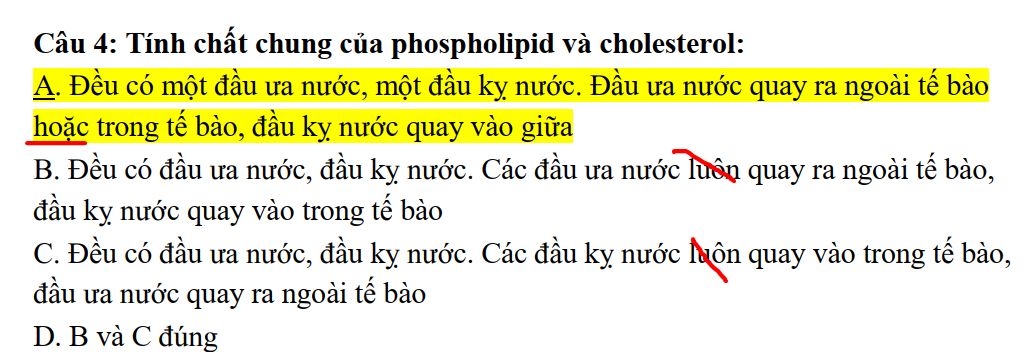 Câu 4: Tính chất chung của phospholipid và cholesterol:
A. Đều có một đầu ưa nước, một đầu kỵ nước. Đầu ưa nước quay ra ngoài tế bào
hoặc trong tế bào, đầu kỵ nước quay vào giữa
B. Đều có đầu ưa nước, đầu kỵ nước. Các đầu ưa nước luôn quay ra ngoài tế bào,
đầu kỵ nước quay vào trong tế bào
C. Đều có đầu ưa nước, đầu kỵ nước. Các đầu kỵ nước luôn quay vào trong tế bào,
đầu ưa nước quay ra ngoài tế bào
D. B và C đúng